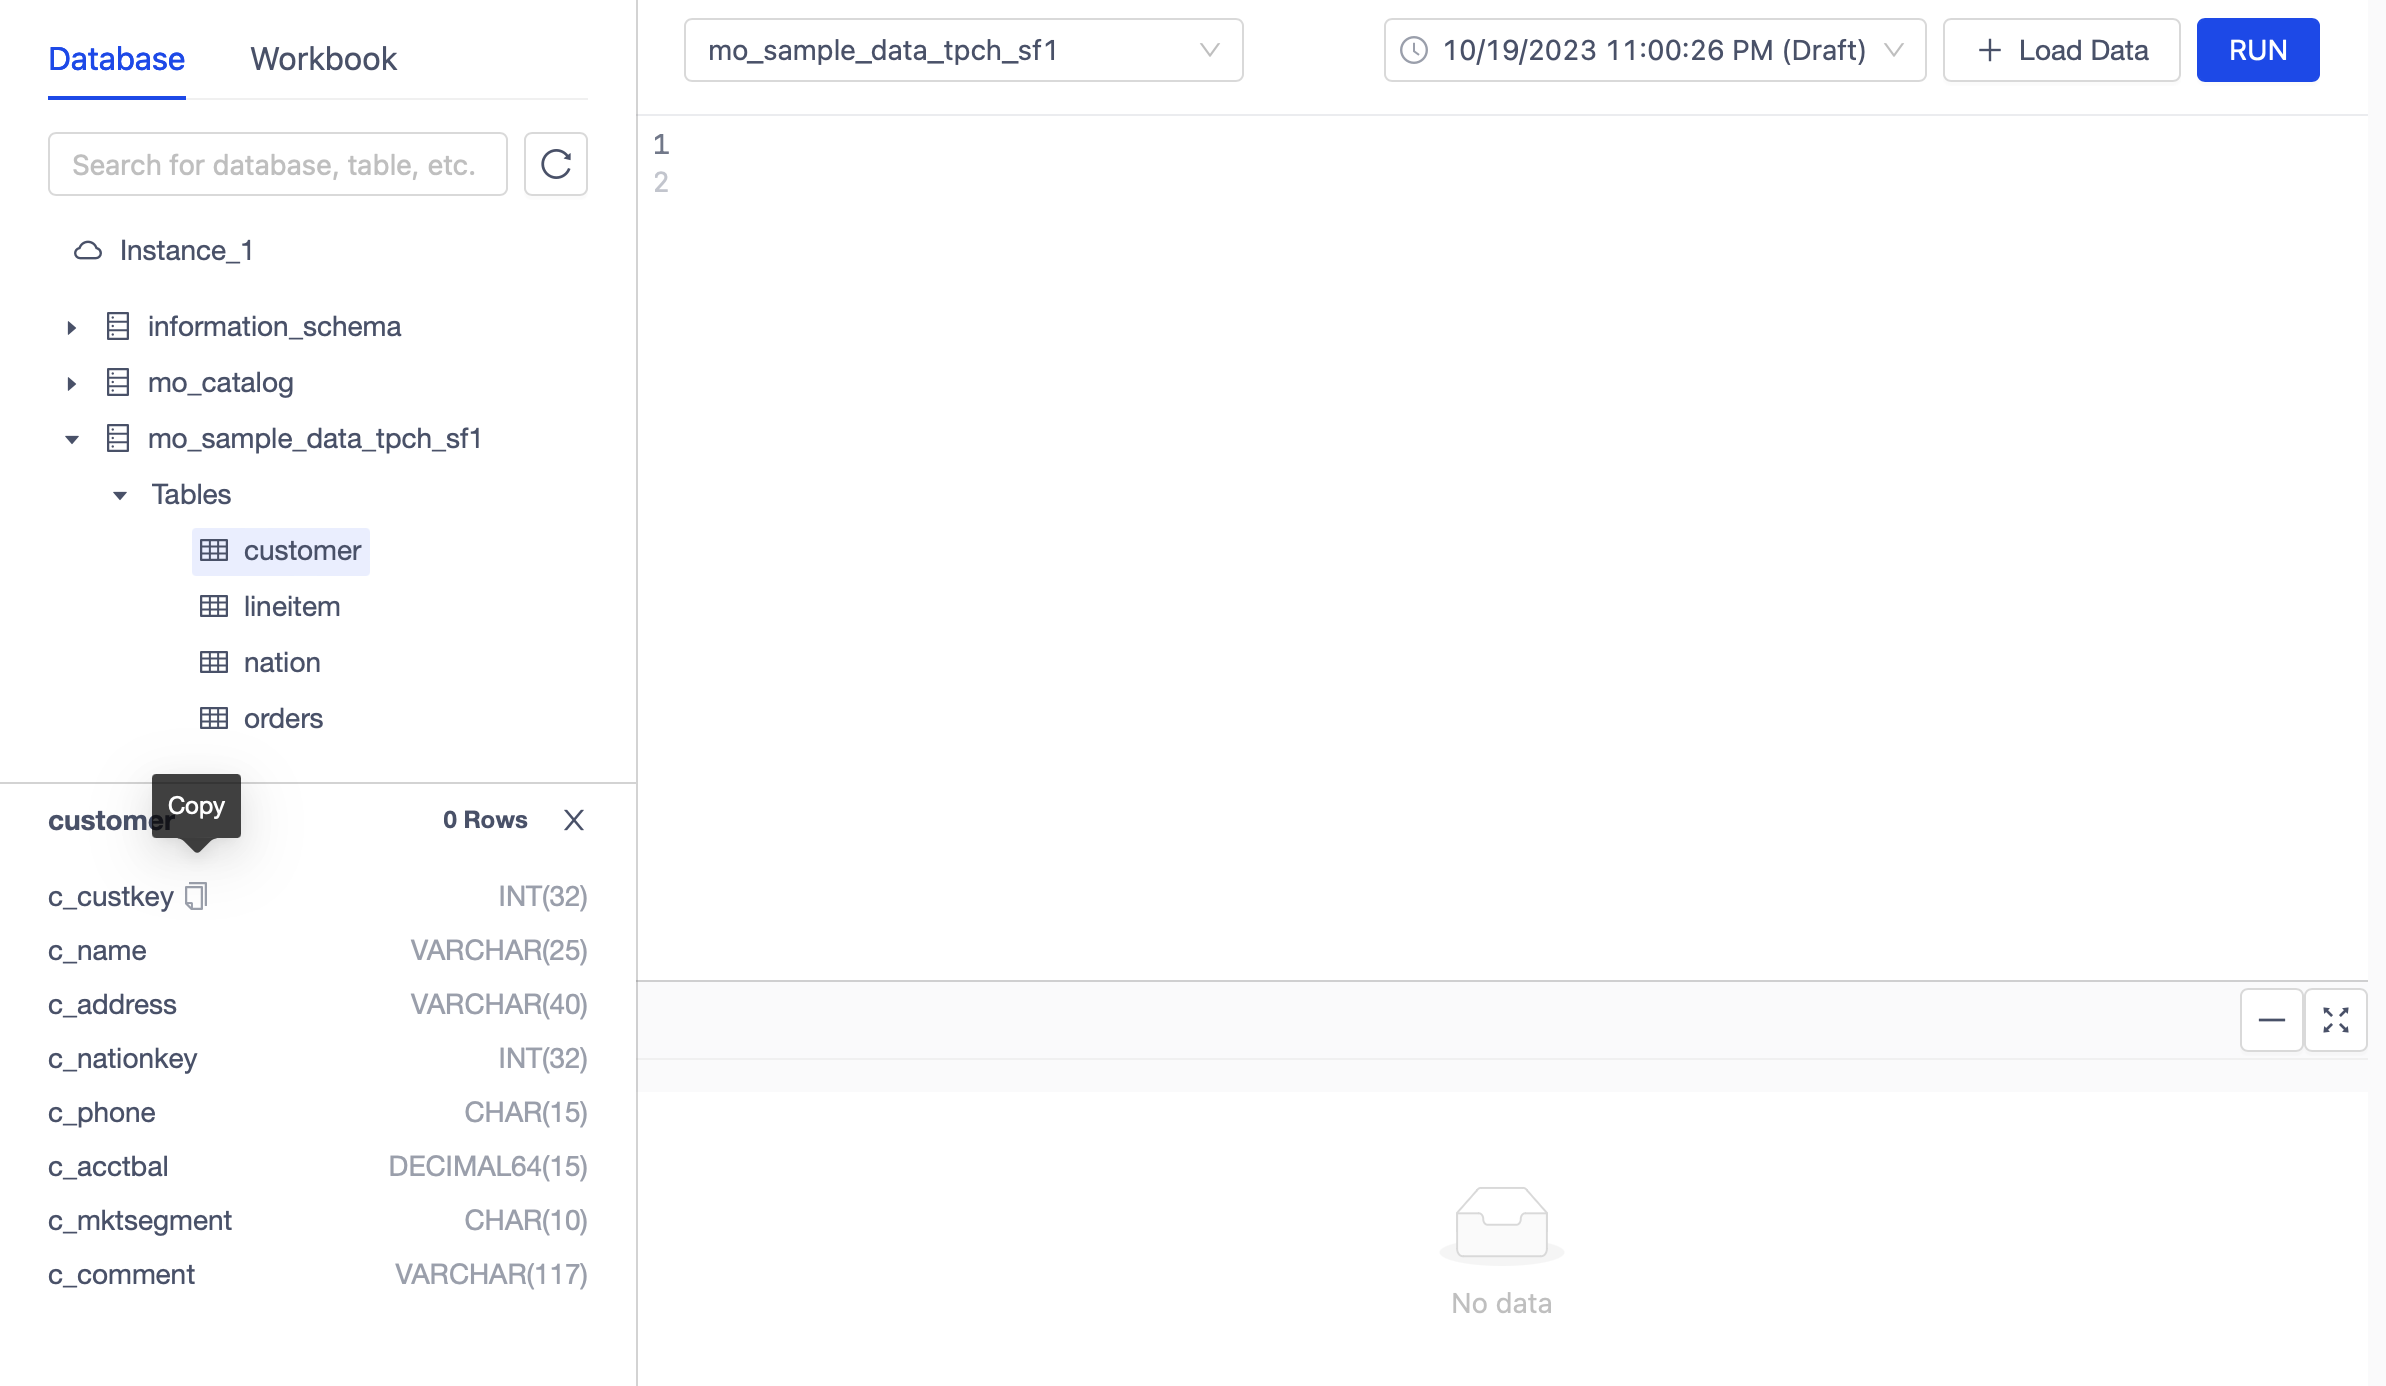 Database Workbook
Search for database, table, etc.
Instance_1
information_schema
mo_catalog
mo_sample_data_tpch_sf1
Tables
customer
lineitem
nation
orders
Copy
customer 0 Rows X
c_custkey INT(32)
c_name VARCHAR(25)
c_address VARCHAR(40)
c_nationkey INT(32)
c_phone CHAR(15)
c_acctbal DECIMAL64(15)
c_mktsegment CHAR(10)
c_comment VARCHAR(117)
mo_sample_data_tpch_sf1 10/19/2023 11:00:26 PM (Draft) + Load Data RUN
1
2
No data